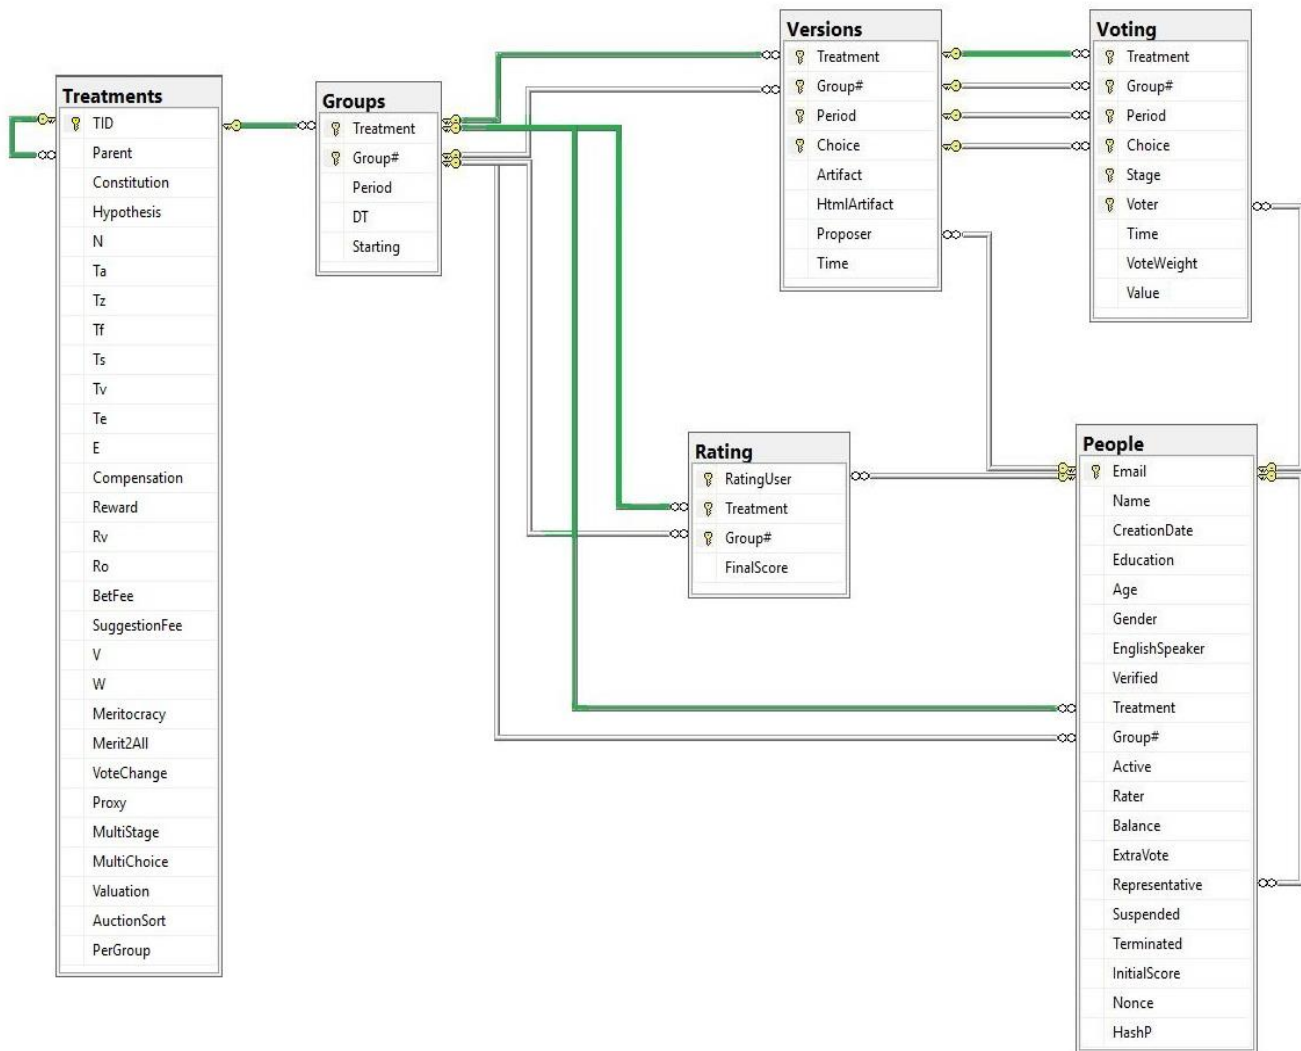 Treatments
TID
Parent
Constitution
Hypothesis
N
Ta
Tz
Tf
Ts
Tv
Te
E
Compensation
Reward
Rv
Ro
BetFee
SuggestionFee
V
W
Meritocracy
Merit2All
VoteChange
Proxy
MultiStage
MultiChoice
Valuation
AuctionSort
PerGroup
Groups
Treatment
Group#
Period
DT
Starting
Versions
Treatment
Group#
Period
Choice
Artifact
HtmlArtifact
Proposer
Time
Voting
Treatment
Group#
Period
Choice
Stage
Voter
Time
VoteWeight
Value
Rating
RatingUser
Treatment
Group#
FinalScore
People
Email
Name
CreationDate
Education
Age
Gender
EnglishSpeaker
Verified
Treatment
Group#
Active
Rater
Balance
ExtraVote
Representative
Suspended
Terminated
InitialScore
Nonce
HashP